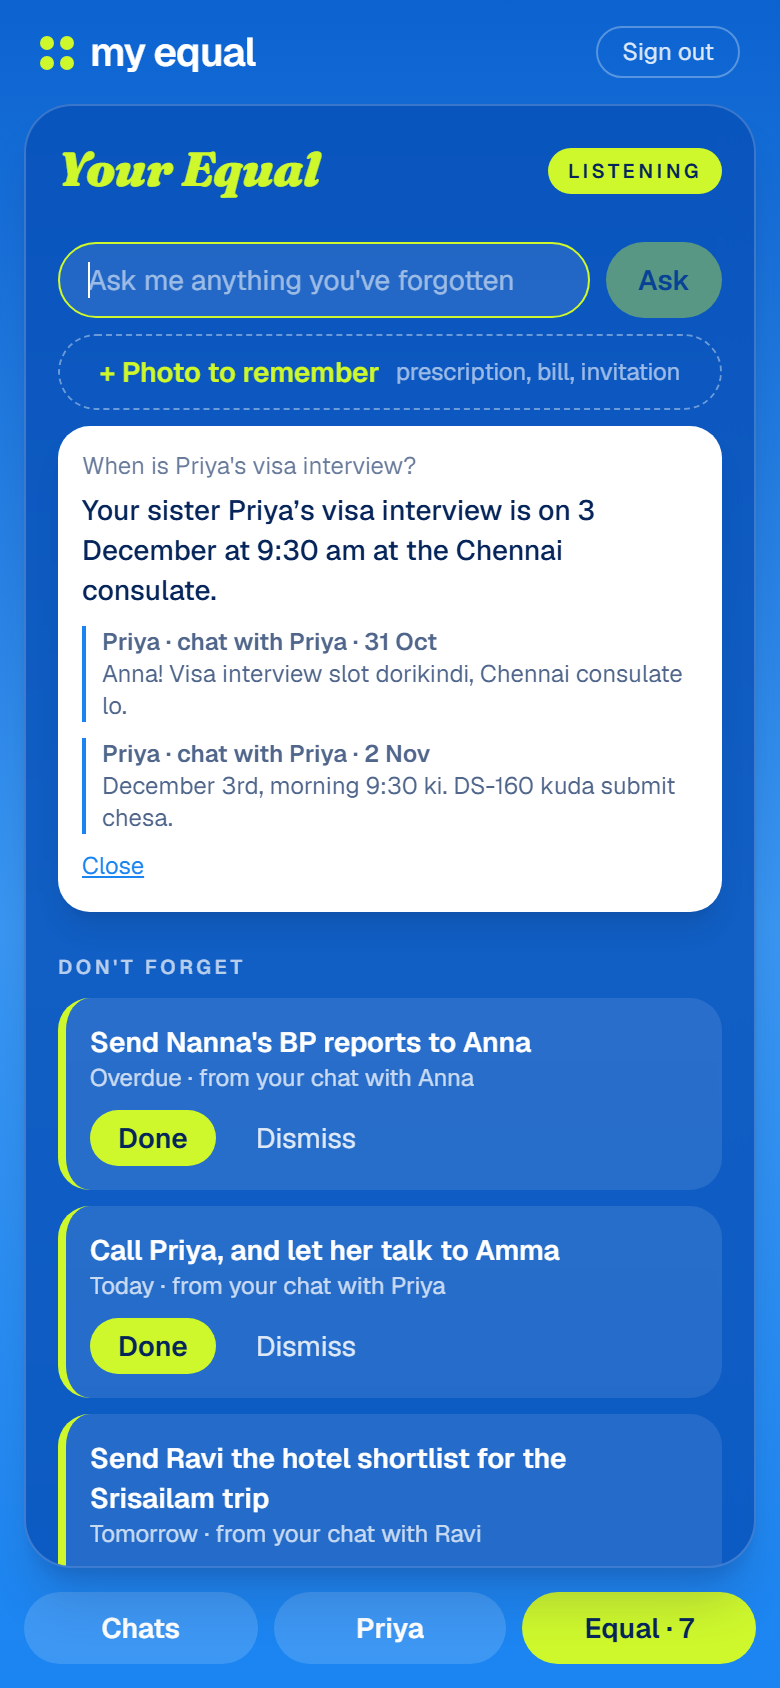 my equal
Sign out
Your Equal
LISTENING
Ask me anything you've forgotten
Ask
+ Photo to remember prescription, bill, invitation
When is Priya's visa interview?
Your sister Priya’s visa interview is on 3
December at 9:30 am at the Chennai
consulate.
Priya · chat with Priya · 31 Oct
Anna! Visa interview slot dorikindi, Chennai consulate
lo.
Priya · chat with Priya · 2 Nov
December 3rd, morning 9:30 ki. DS-160 kuda submit
chesa.
Close
DON'T FORGET
Send Nanna's BP reports to Anna
Overdue · from your chat with Anna
Done Dismiss
Call Priya, and let her talk to Amma
Today · from your chat with Priya
Done Dismiss
Send Ravi the hotel shortlist for the
Srisailam trip
Tomorrow · from your chat with Ravi
Chats
Priya
Equal · 7